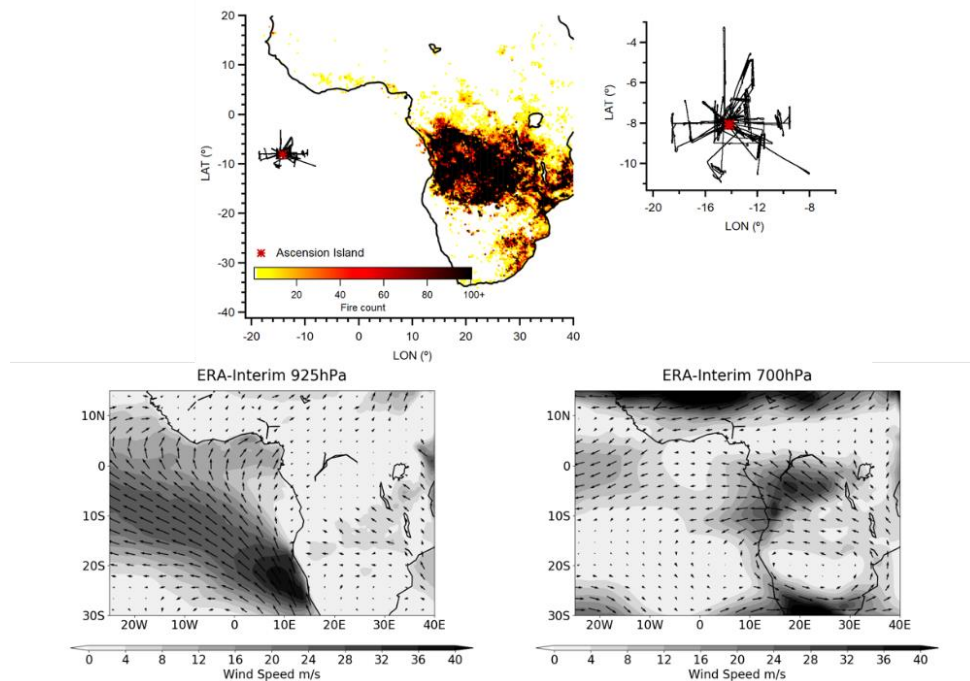 20
10
0
-10
-20
-30
-40
LAT (º)
Ascension Island
20 40 60 80 100+
Fire count
-20 -10 0 10 20 30 40
LON (º)
-4
-6
-8
-10
LAT (º)
-20 -16 -12 -8
LON (º)
ERA-Interim 925hPa
10N
0
10S
20S
30S
20W 10W 0 10E 20E 30E 40E
0 4 8 12 16 20 24 28 32 36 40
Wind Speed m/s
ERA-Interim 700hPa
10N
0
10S
20S
30S
20W 10W 0 10E 20E 30E 40E
0 4 8 12 16 20 24 28 32 36 40
Wind Speed m/s